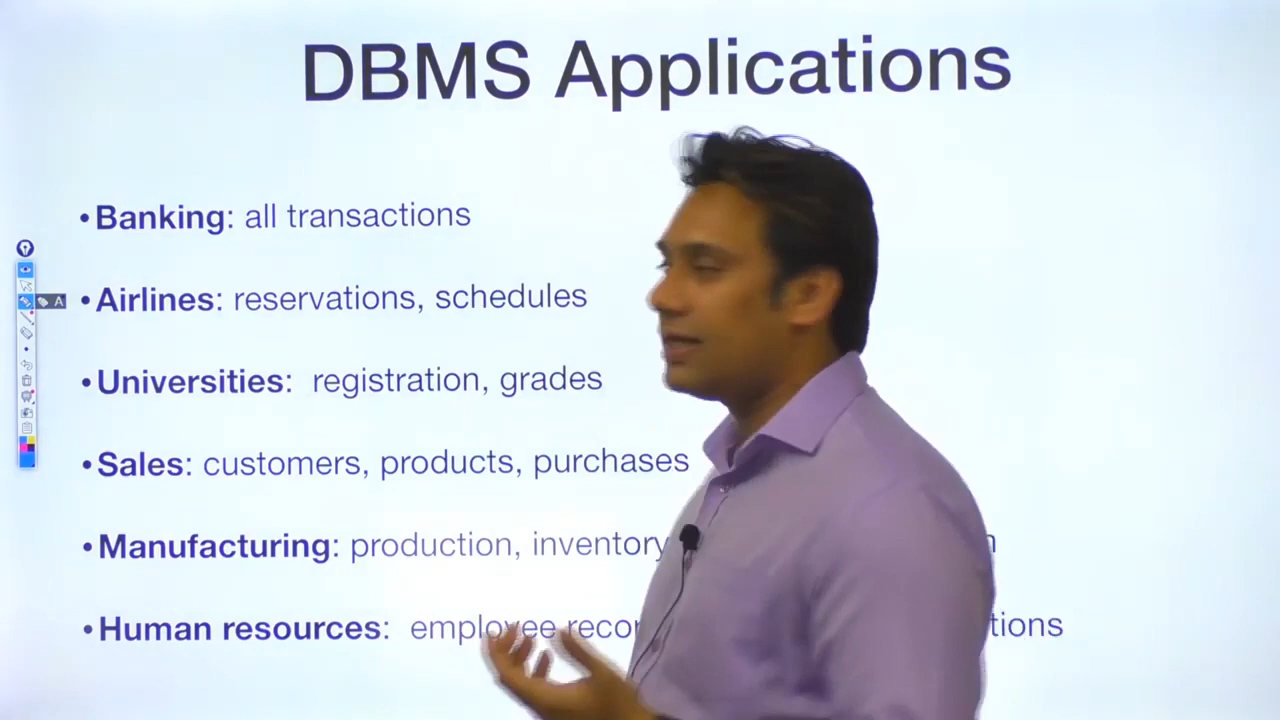 DBMS Applications
• Banking: all transactions
A
• Airlines: reservations, schedules
• Universities: registration, grades
• Sales: customers, products, purchases
• Manufacturing: production, inventory
• Human resources: employee